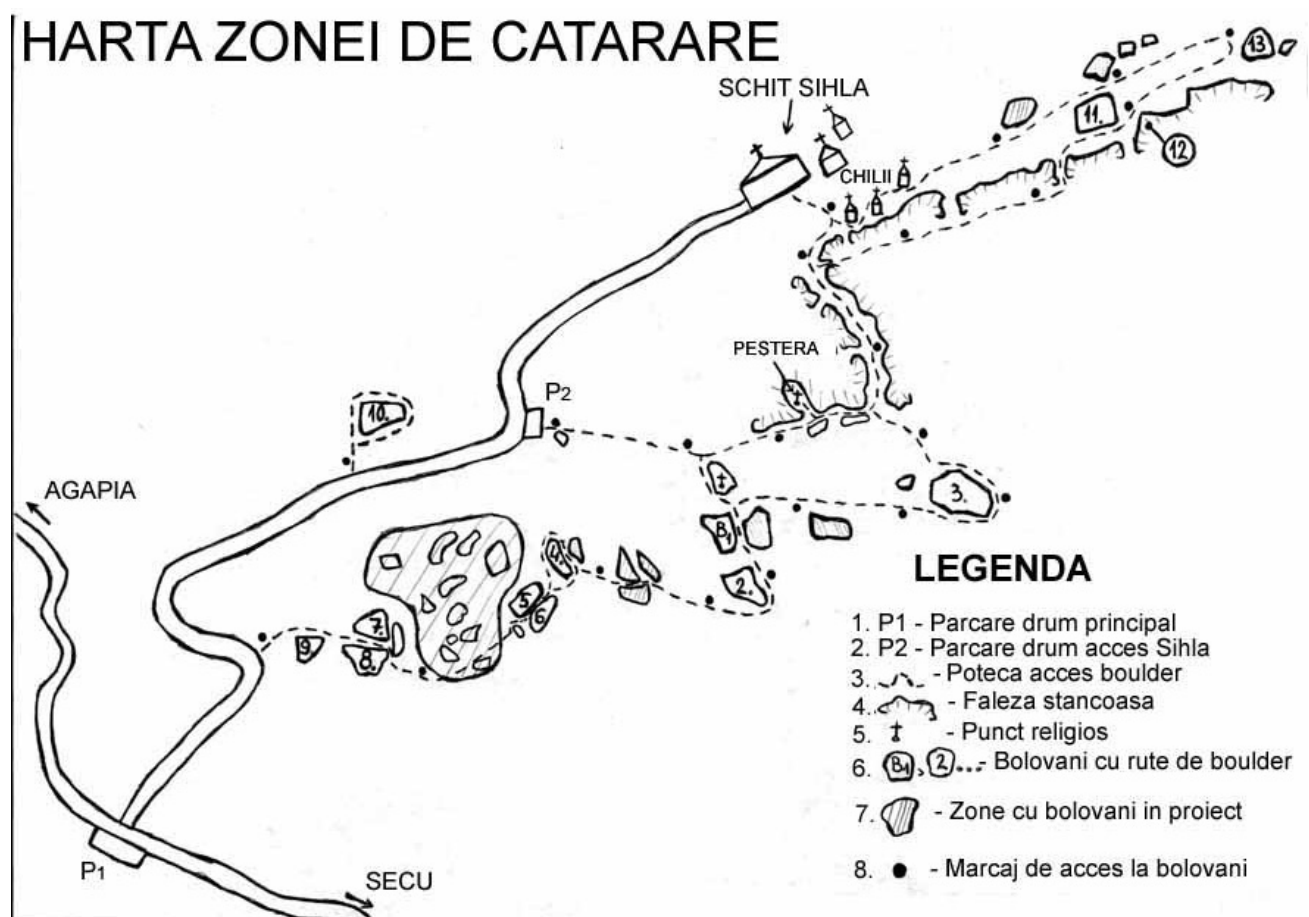 HARTA ZONEI DE CATARARE
SCHIT SIHLA
13
11.
12
CHILII
PESTERA
P2
10.
AGAPIA
3.
B1
4.
2.
5
6
7.
8.
9.
P1
SECU
LEGENDA
1. P1 - Parcare drum principal
2. P2 - Parcare drum acces Sihla
3. - Poteca acces boulder
4. - Faleza stancoasa
5. - Punct religios
6. B1, 2 ... - Bolovani cu rute de boulder
7. - Zone cu bolovani in proiect
8. - Marcaj de acces la bolovani